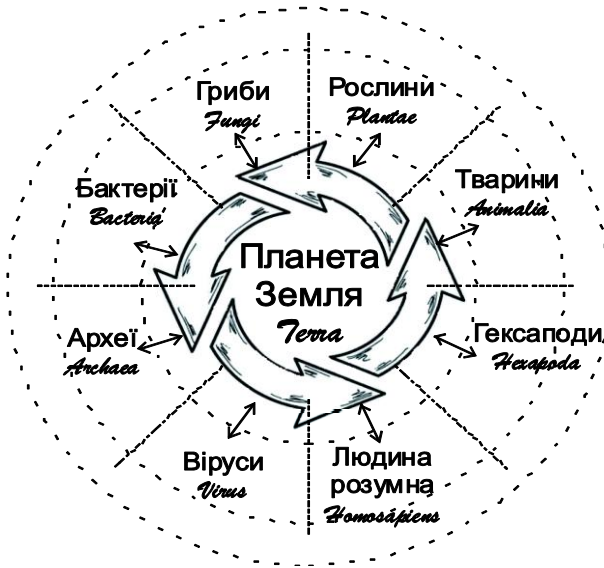 Гриби
Fungi
Рослини
Plantae
Бактерії
Bacteria
Тварини
Animalia
Планета
Земля
Terra
Археї
Archaea
Гексаподи
Hexapoda
Віруси
Virus
Людина
розумна
Homosápiens